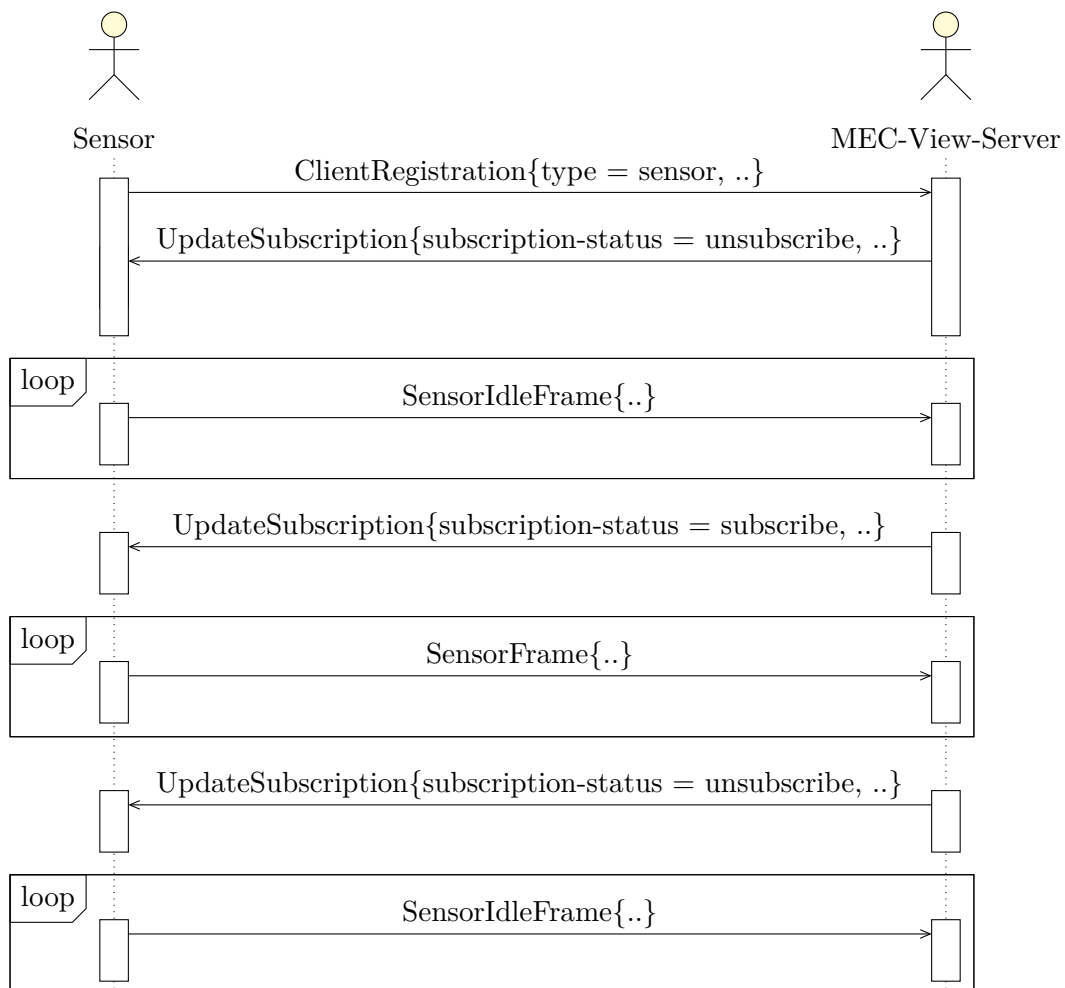 Sensor
MEC-View-Server
ClientRegistration{type = sensor, ..}
UpdateSubscription{subscription-status = unsubscribe, ..}
loop
SensorIdleFrame{..}
UpdateSubscription{subscription-status = subscribe, ..}
loop
SensorFrame{..}
UpdateSubscription{subscription-status = unsubscribe, ..}
loop
SensorIdleFrame{..}